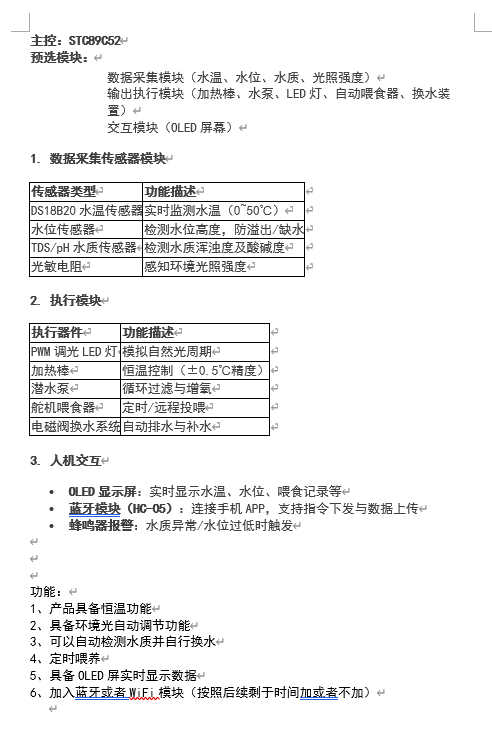 主控：STC89C52
预选模块：
数据采集模块（水温、水位、水质、光照强度）
输出执行模块（加热棒、水泵、LED 灯、自动喂食器、换水装
置）
交互模块（OLED 屏幕）
1. 数据采集传感器模块
传感器类型 功能描述
DS18B20 水温传感器 实时监测水温（0~50℃）
水位传感器 检测水位高度，防溢出/缺水
TDS/pH 水质传感器 检测水质浑浊度及酸碱度
光敏电阻 感知环境光照强度
2. 执行模块
执行器件 功能描述
PWM 调光 LED 灯 模拟自然光周期
加热棒 恒温控制（±0.5℃精度）
潜水泵 循环过滤与增氧
舵机喂食器 定时/远程投喂
电磁阀换水系统 自动排水与补水
3. 人机交互
• OLED 显示屏：实时显示水温、水位、喂食记录等
• 蓝牙模块（HC-05）：连接手机 APP，支持指令下发与数据上传
• 蜂鸣器报警：水质异常/水位过低时触发
功能：
1、产品具备恒温功能
2、具备环境光自动调节功能
3、可以自动检测水质并自行换水
4、定时喂养
5、具备 OLED 屏实时显示数据
6、加入蓝牙或者 WiFi 模块（按照后续剩于时间加或者不加）